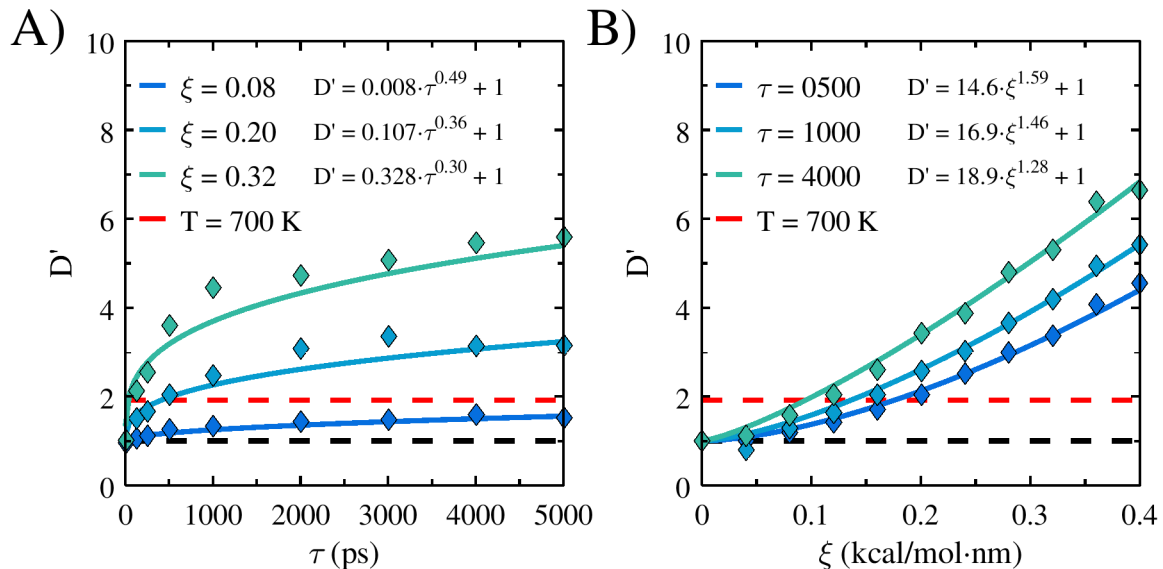 A)
10
8
6
4
2
0
D'
ξ = 0.08 D' = 0.008·τ^0.49 + 1
ξ = 0.20 D' = 0.107·τ^0.36 + 1
ξ = 0.32 D' = 0.328·τ^0.30 + 1
T = 700 K
0 1000 2000 3000 4000 5000
τ (ps)
B)
10
8
6
4
2
0
D'
τ = 0500 D' = 14.6·ξ^1.59 + 1
τ = 1000 D' = 16.9·ξ^1.46 + 1
τ = 4000 D' = 18.9·ξ^1.28 + 1
T = 700 K
0 0.1 0.2 0.3 0.4
ξ (kcal/mol·nm)